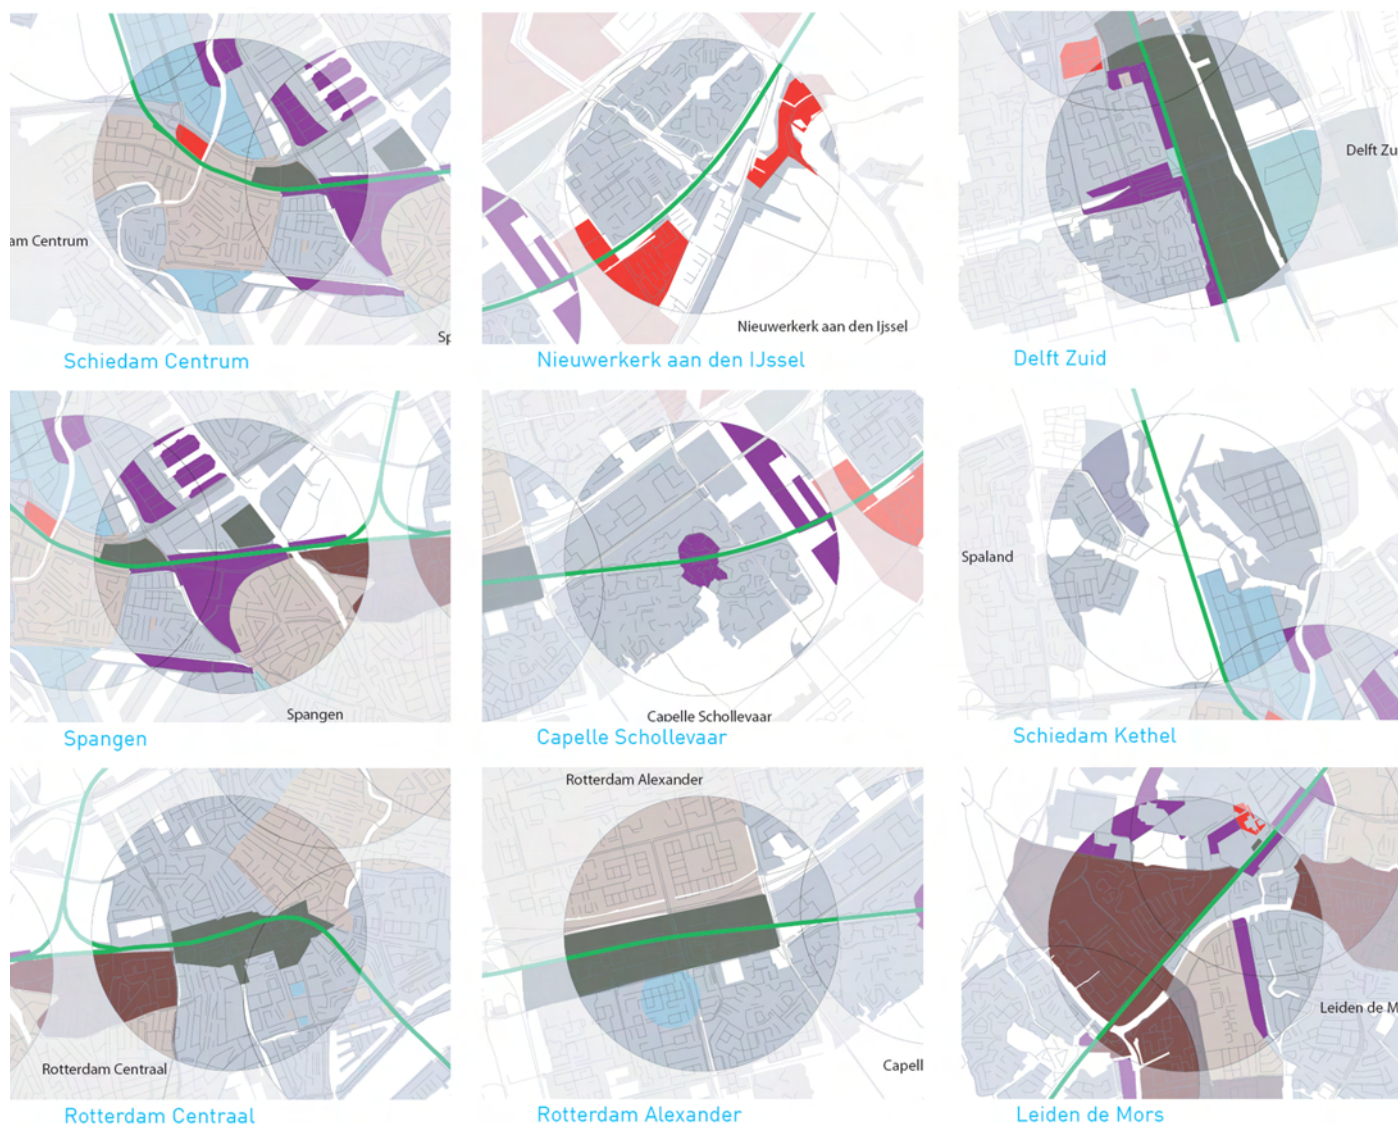 am Centrum
Sp
Schiedam Centrum
Nieuwerkerk aan den Ijssel
Nieuwerkerk aan den IJssel
Delft Zu
Delft Zuid
Spangen
Spangen
Capelle Schollevaar
Capelle Schollevaar
Spaland
Schiedam Kethel
Rotterdam Centraal
Rotterdam Centraal
Rotterdam Alexander
Capell
Rotterdam Alexander
Leiden de M
Leiden de Mors